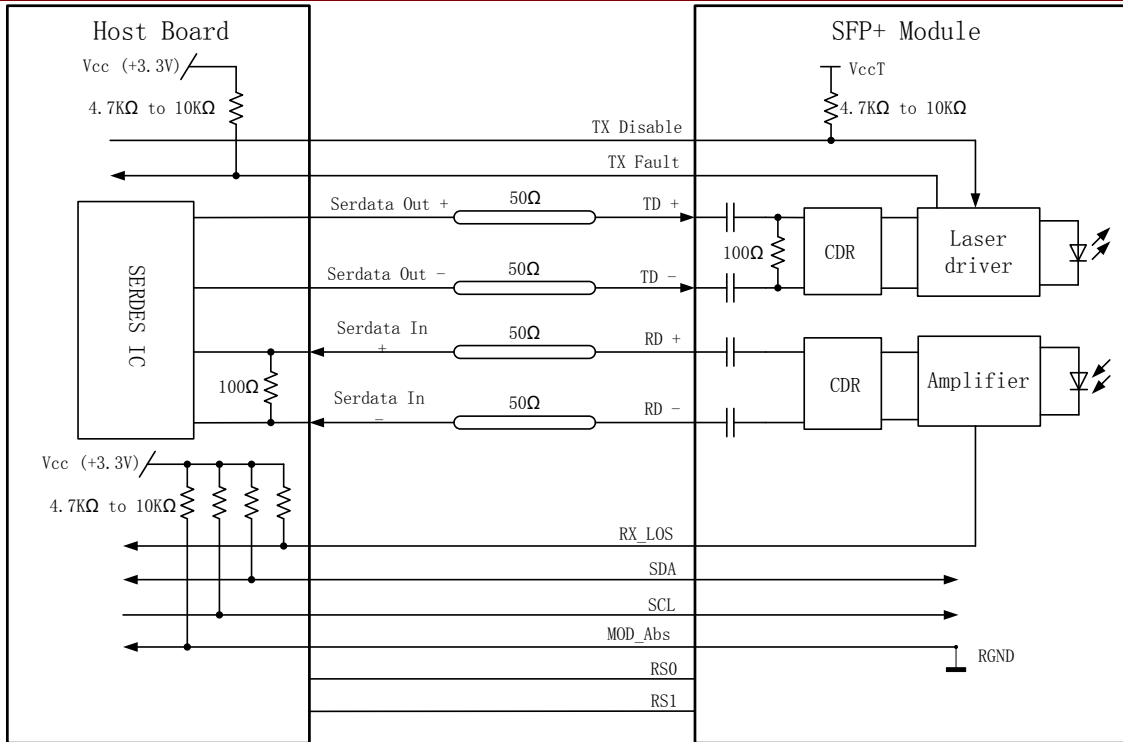 Host Board
SFP+ Module
Vcc (+3.3V)
VccT
4.7KΩ to 10KΩ
4.7KΩ to 10KΩ
TX Disable
TX Fault
Serdata Out +
50Ω
TD +
SERDES IC
100Ω
CDR
Laser
driver
Serdata Out -
50Ω
TD -
Serdata In
+
50Ω
RD +
100Ω
CDR
Amplifier
Serdata In
-
50Ω
RD -
Vcc (+3.3V)
4.7KΩ to 10KΩ
RX_LOS
SDA
SCL
MOD_Abs
RGND
RS0
RS1